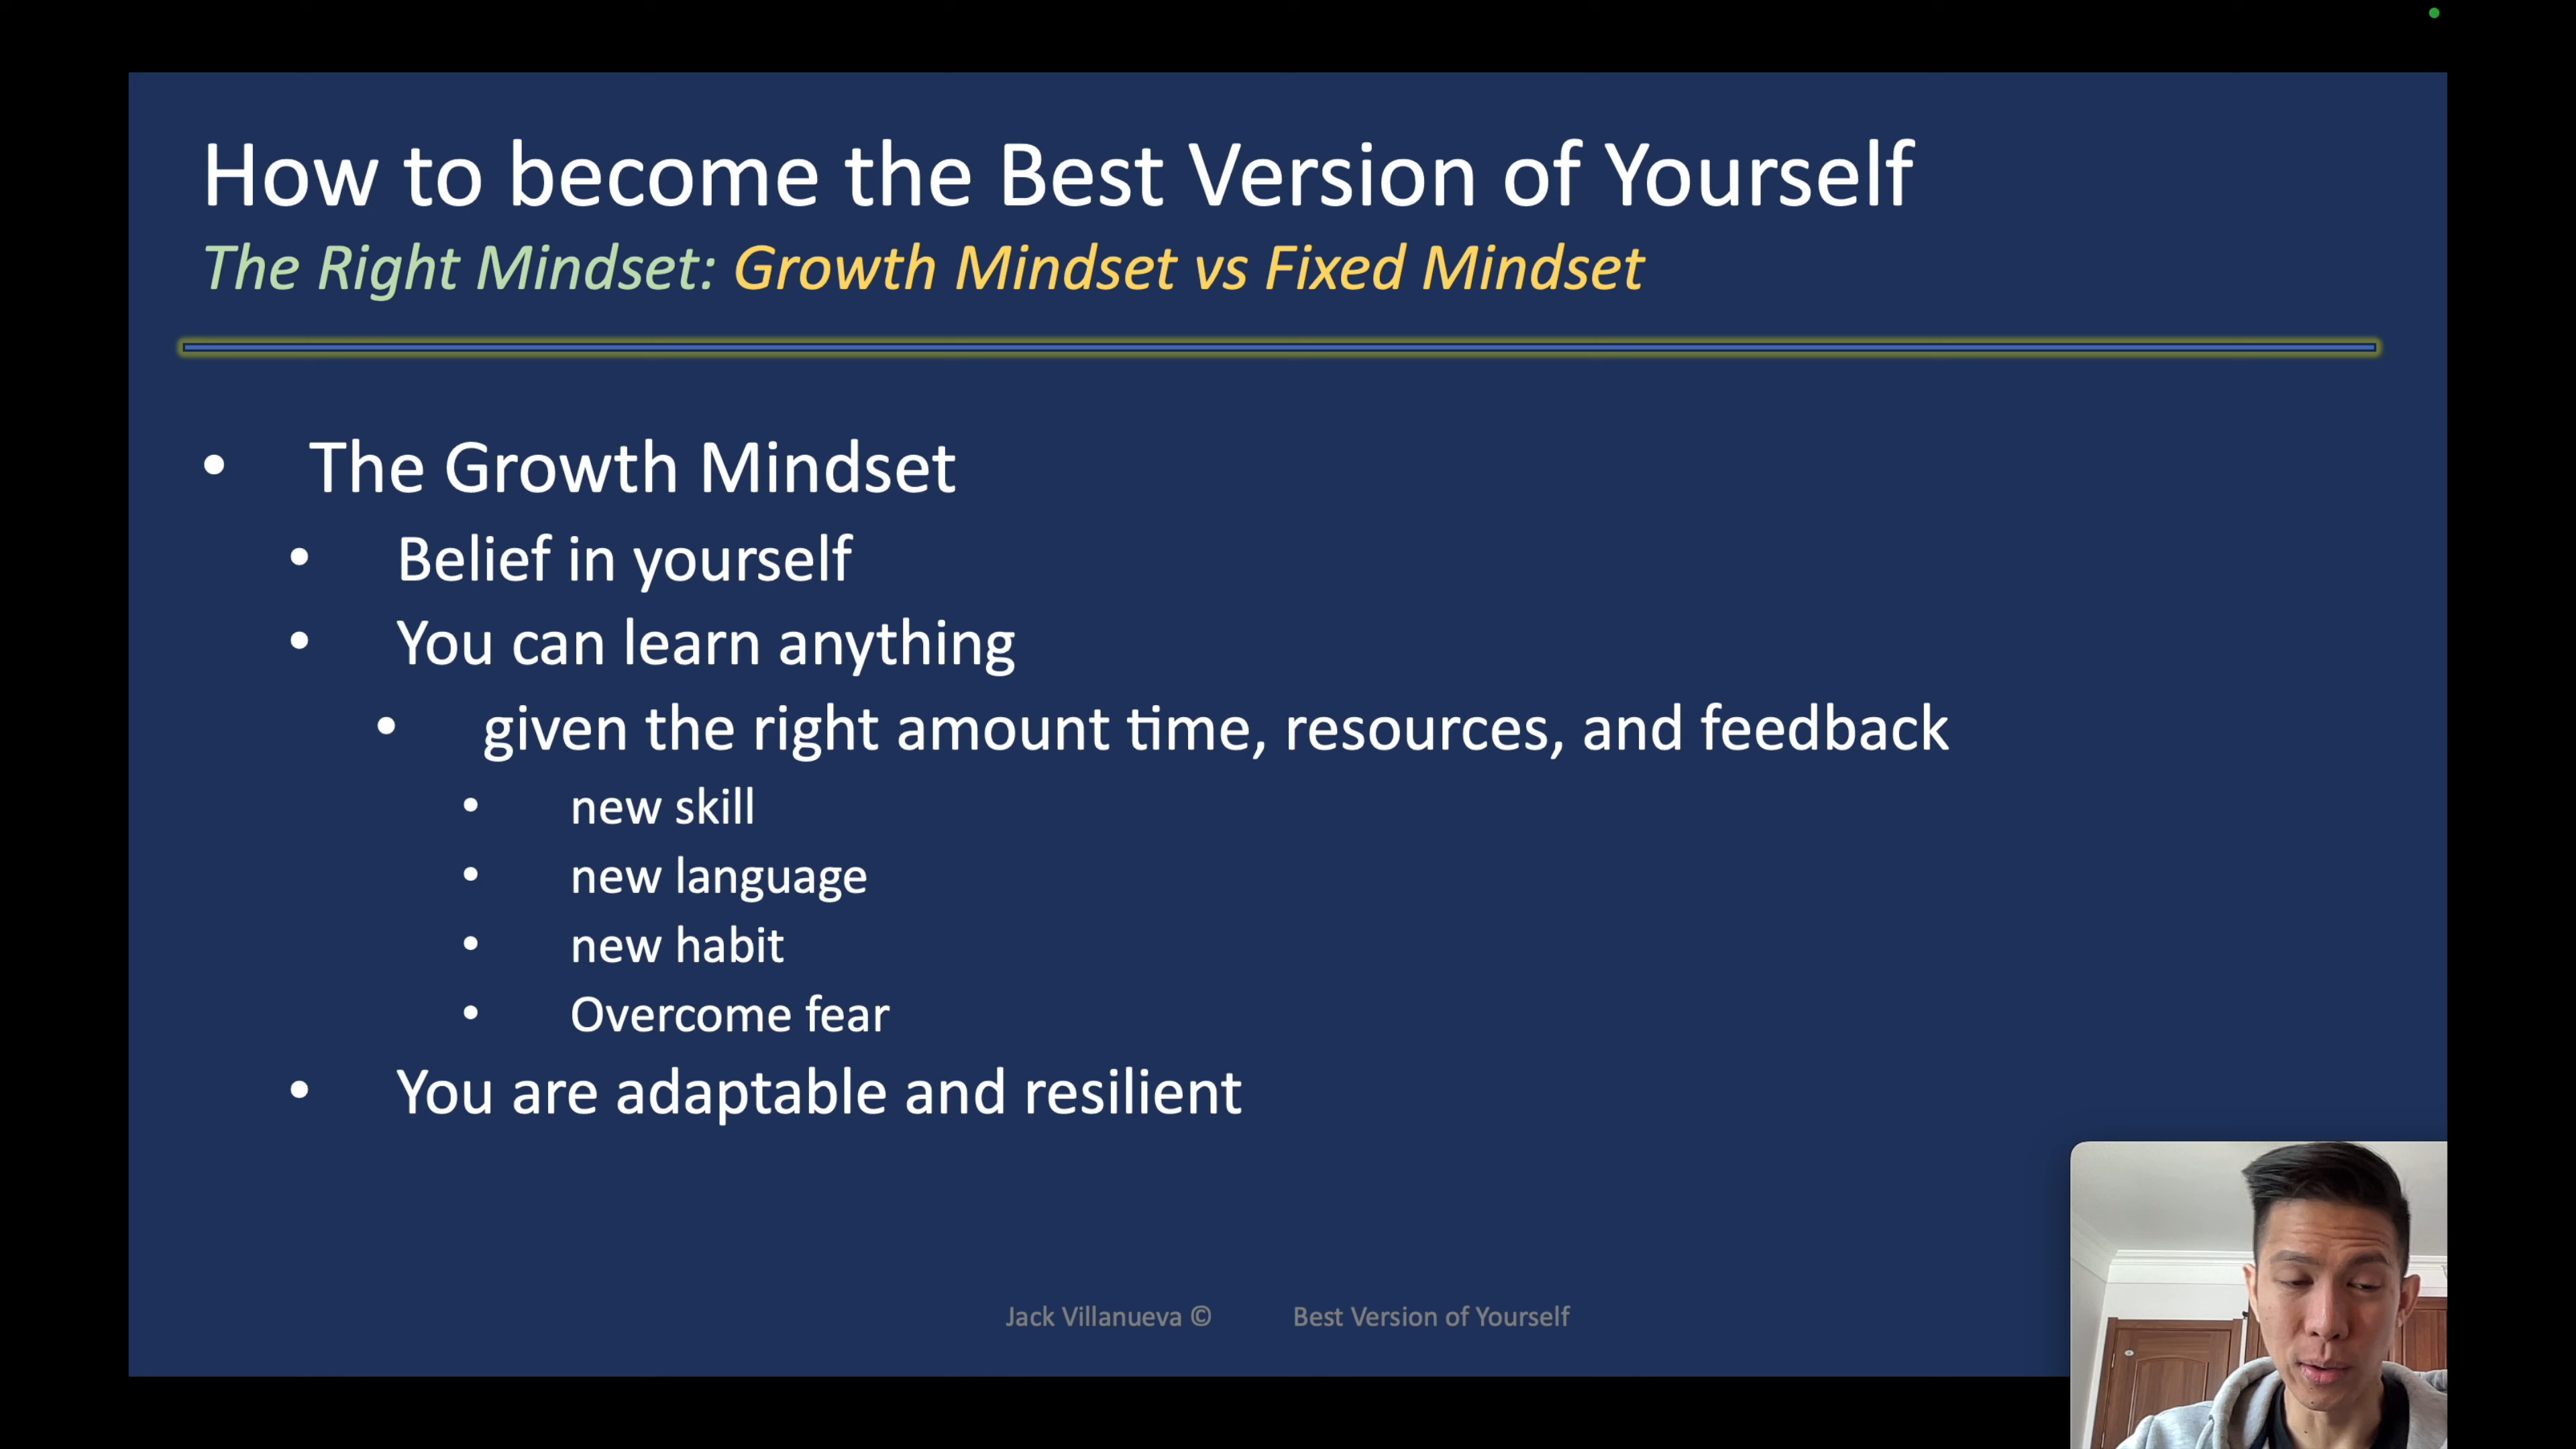 How to become the Best Version of Yourself
The Right Mindset: Growth Mindset vs Fixed Mindset
• The Growth Mindset
• Belief in yourself
• You can learn anything
• given the right amount time, resources, and feedback
• new skill
• new language
• new habit
• Overcome fear
• You are adaptable and resilient
Jack Villanueva © Best Version of Yourself